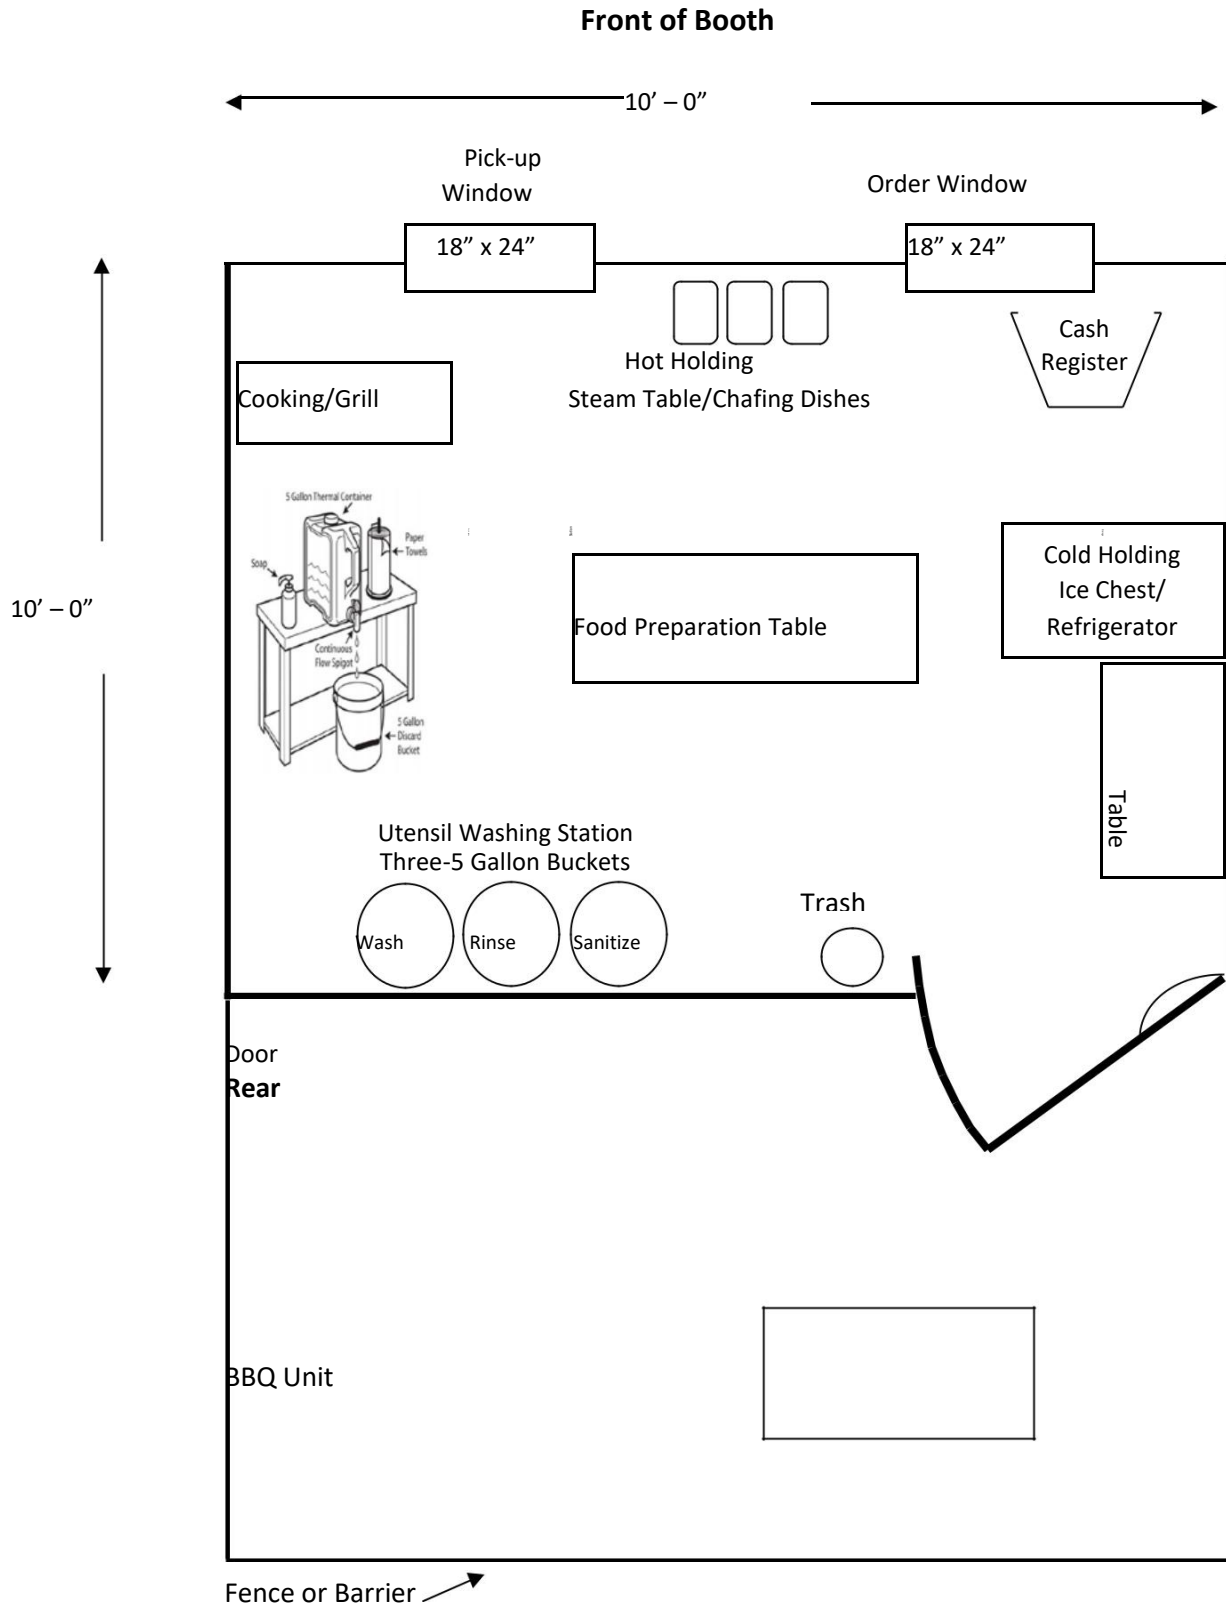 Front of Booth
10’ – 0”
Pick-up
Window
Order Window
18” x 24”
18” x 24”
Cash
Register
Hot Holding
Steam Table/Chafing Dishes
Cooking/Grill
5 Gallon Thermal Container
Paper
Towels
Soap
Continuous
Flow Spigot
5 Gallon
Discard
Bucket
10’ – 0”
Food Preparation Table
Cold Holding
Ice Chest/
Refrigerator
Table
Utensil Washing Station
Three-5 Gallon Buckets
Wash
Rinse
Sanitize
Trash
Door
Rear
BBQ Unit
Fence or Barrier